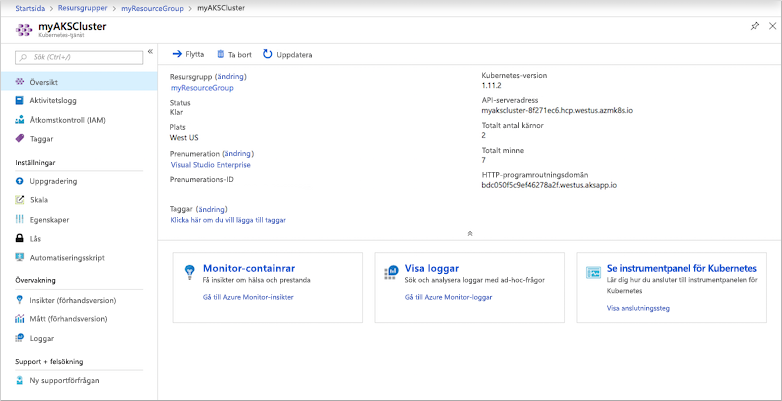 Startsida > Resursgrupper > myResourceGroup > myAKSCluster
myAKSCluster
Kubernetes-tjänst
Sök (Ctrl+/)
Översikt
Aktivitetslogg
Åtkomstkontroll (IAM)
Taggar
Inställningar
Uppgradering
Skala
Egenskaper
Lås
Automatiseringsskript
Övervakning
Insikter (förhandsversion)
Mått (förhandsversion)
Loggar
Support + felsökning
Ny supportförfrågan
Flytta Ta bort Uppdatera
Resursgrupp (ändring)
myResourceGroup
Status
Klar
Plats
West US
Prenumeration (ändring)
Visual Studio Enterprise
Prenumerations-ID
Taggar (ändring)
Klicka här om du vill lägga till taggar
Kubernetes-version
1.11.2
API-serveradress
myakscluster-8f271ec6.hcp.westus.azmk8s.io
Totalt antal kärnor
2
Totalt minne
7
HTTP-programroutningsdomän
bdc050f5c9ef46278a2f.westus.aksapp.io
Monitor-containrar
Få insikter om hälsa och prestanda
Gå till Azure Monitor-insikter
Visa loggar
Sök och analysera loggar med ad-hoc-frågor
Gå till Azure Monitor-loggar
Se instrumentpanel för Kubernetes
Lär dig hur du ansluter till instrumentpanelen för
Kubernetes
Visa anslutningssteg